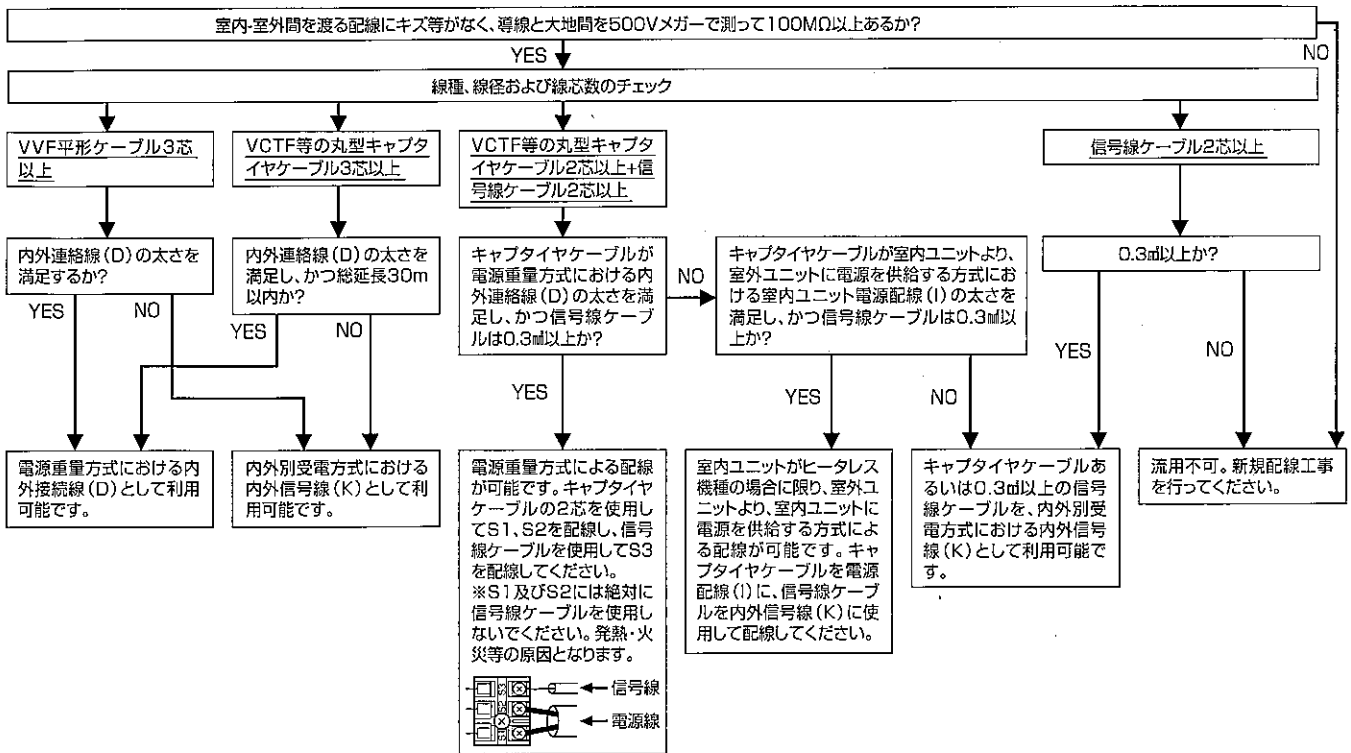 室内-室外間を渡る配線にキズ等がなく、導線と大地間を500Vメガーで測って100MΩ以上あるか?
YES
NO
線種、線径および線芯数のチェック
VVF平形ケーブル3芯
以上
VCTF等の丸型キャプタ
イヤケーブル3芯以上
VCTF等の丸型キャプタ
イヤケーブル2芯以上+信
号線ケーブル2芯以上
信号線ケーブル2芯以上
内外連絡線(D)の太さを
満足するか?
内外連絡線(D)の太さを
満足し、かつ総延長30m
以内か?
キャプタイヤケーブルが
電源重量方式における内
外連絡線(D)の太さを満
足し、かつ信号線ケーブ
ルは0.3㎟以上か?
NO
キャプタイヤケーブルが室内ユニットより、
室外ユニットに電源を供給する方式にお
ける室内ユニット電源配線(I)の太さを
満足し、かつ信号線ケーブルは0.3㎟以
上か?
0.3㎟以上か?
YES
NO
YES
NO
YES
YES
NO
YES
NO
電源重量方式における内
外接続線(D)として利用
可能です。
内外別受電方式における
内外信号線(K)として利
用可能です。
電源重量方式による配線
が可能です。キャプタイヤ
ケーブルの2芯を使用し
てS1、S2を配線し、信号
線ケーブルを使用してS3
を配線してください。
※S1及びS2には絶対に
信号線ケーブルを使用し
ないでください。発熱・火
災等の原因となります。
S3
信号線
S2
電源線
S1
室内ユニットがヒータレス
機種の場合に限り、室外ユ
ニットより、室内ユニットに
電源を供給する方式によ
る配線が可能です。キャ
プタイヤケーブルを電源
配線(I)に、信号線ケーブ
ルを内外信号線(K)に使
用して配線してください。
キャプタイヤケーブルあ
るいは0.3㎟以上の信号
線ケーブルを、内外別受
電方式における内外信号
線(K)として利用可能で
す。
流用不可。新規配線工事
を行ってください。